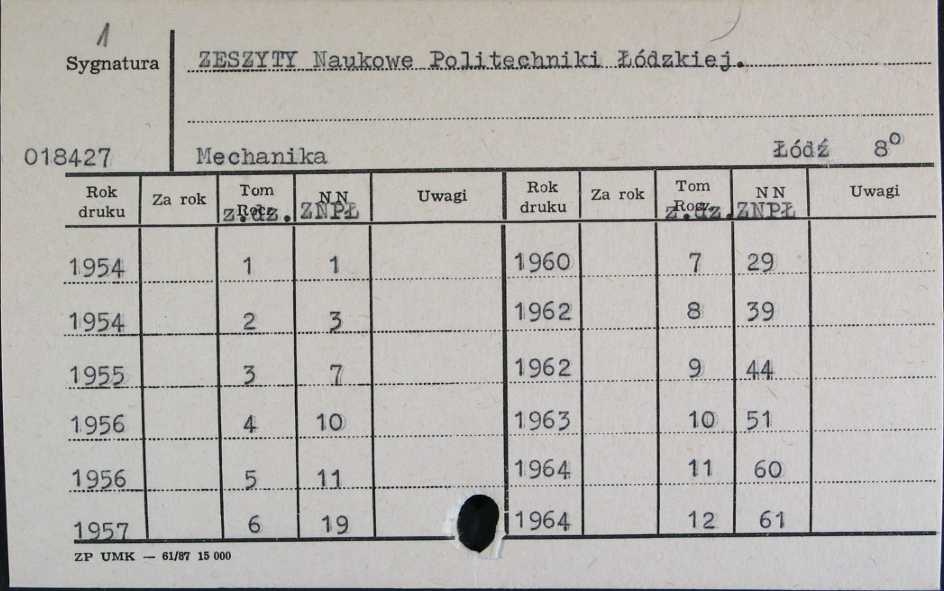 1
Sygnatura ZESZYTY Naukowe Politechniki Łódzkiej.
018427 Mechanika Łódź 8°
Rok druku Za rok Tom z.dz. NN ZNPŁ Uwagi Rok druku Za rok Tom Rocz. z.dz. NN ZNPŁ Uwagi
1954 1 1 1960 7 29
1954 2 3 1962 8 39
1955 3 7 1962 9 44
1956 4 10 1963 10 51
1956 5 11 1964 11 60
1957 6 19 1964 12 61
ZP UMK — 61/87 15 000